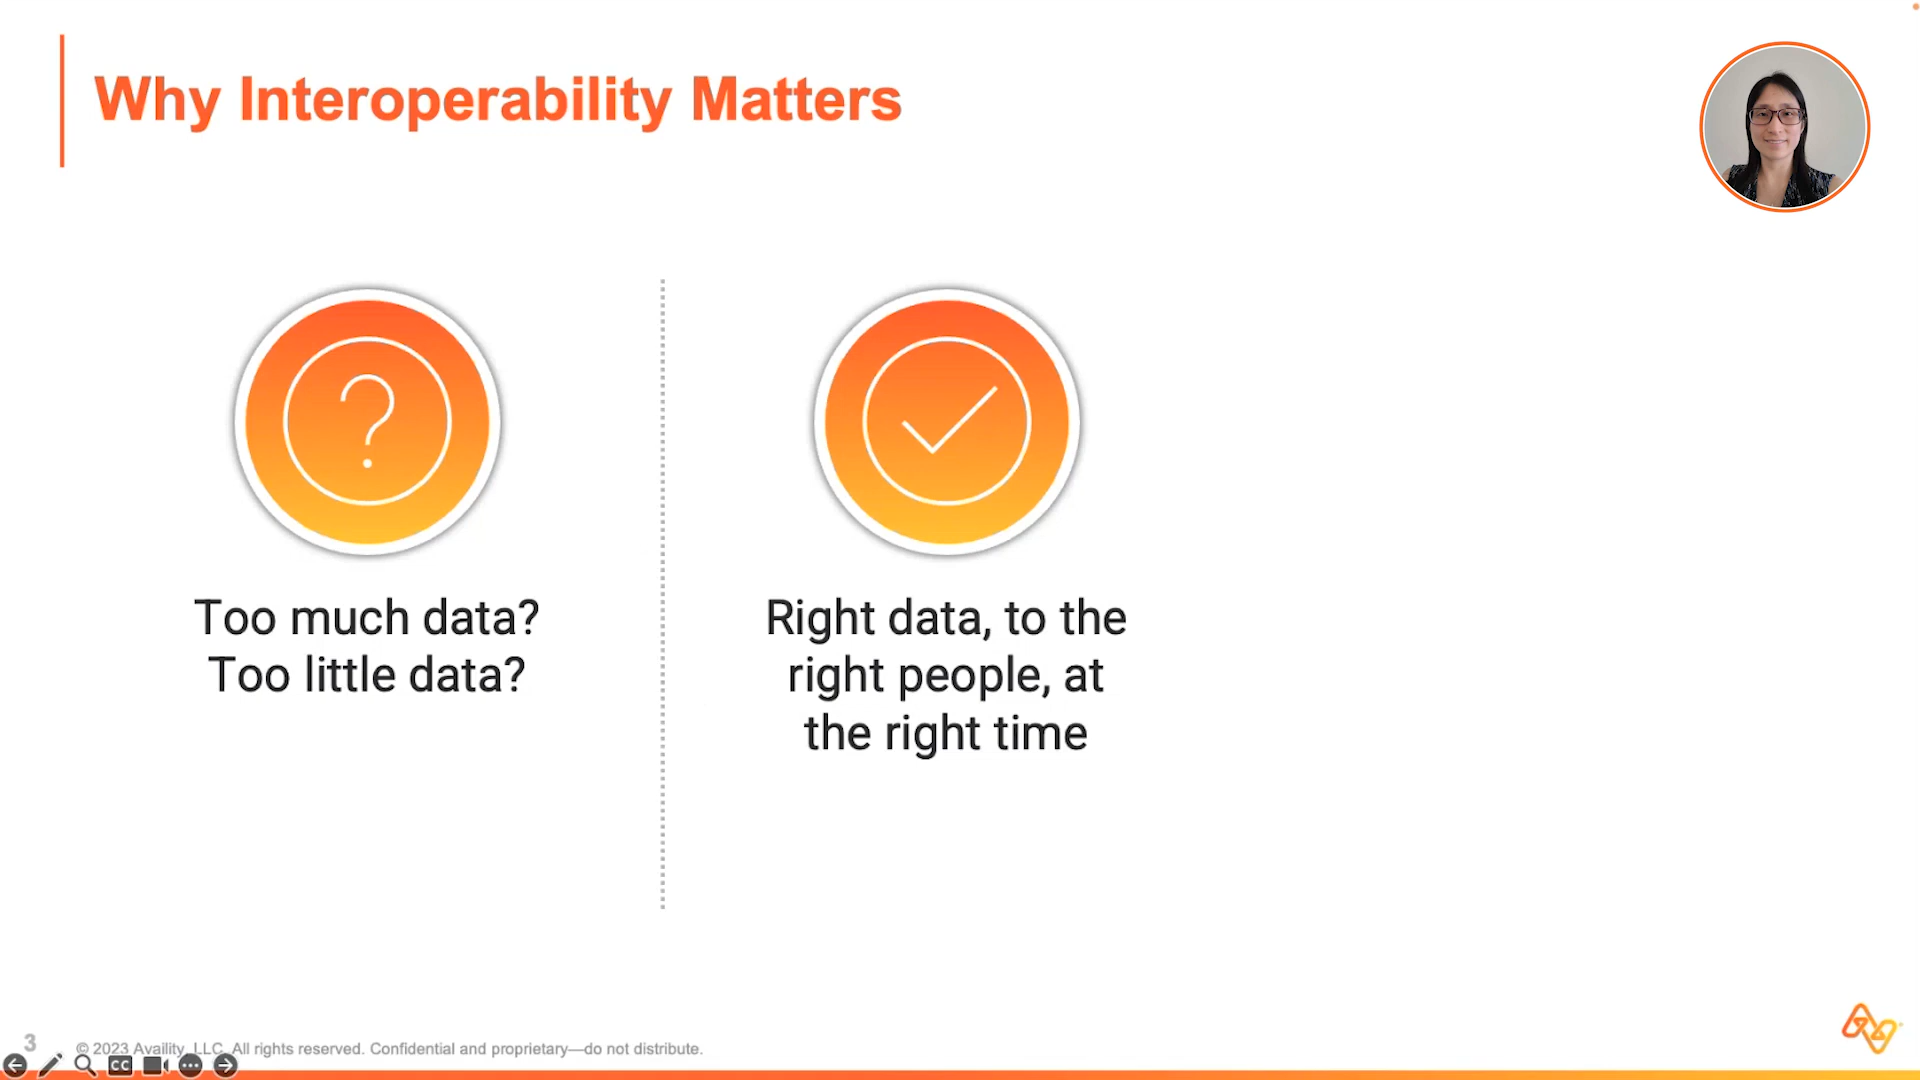 Why Interoperability Matters
Too much data?
Too little data?
Right data, to the
right people, at
the right time
3
© 2023 Availity, LLC. All rights reserved. Confidential and proprietary—do not distribute.
CC